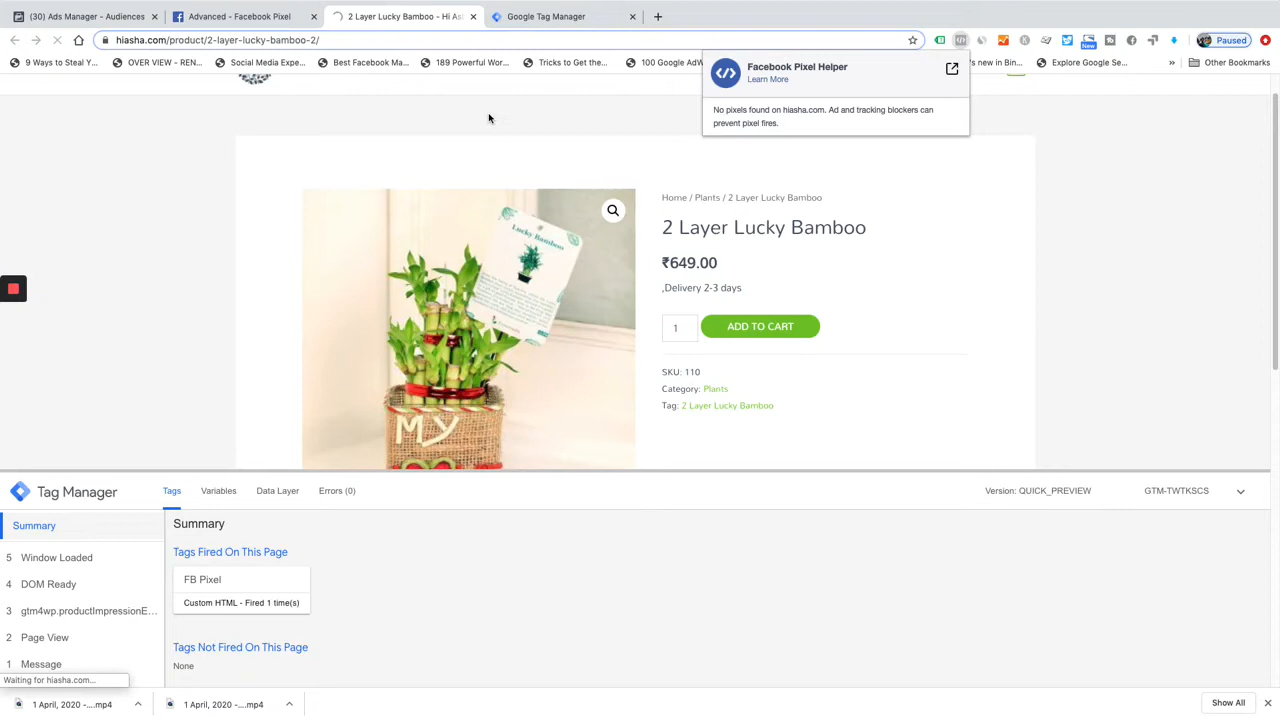 (30) Ads Manager - Audiences
Advanced - Facebook Pixel
2 Layer Lucky Bamboo - Hi As
Google Tag Manager
hiasha.com/product/2-layer-lucky-bamboo-2/
New
Paused
9 Ways to Steal Y...
OVER VIEW – REN...
Social Media Expe...
Best Facebook Ma...
189 Powerful Wor...
Tricks to Get the...
100 Google AdW
's new in Bin...
Explore Google Se...
»
Other Bookmarks
Facebook Pixel Helper
Learn More
No pixels found on hiasha.com. Ad and tracking blockers can
prevent pixel fires.
Lucky Bamboo
MY
Home / Plants / 2 Layer Lucky Bamboo
2 Layer Lucky Bamboo
₹649.00
,Delivery 2-3 days
1
ADD TO CART
SKU: 110
Category: Plants
Tag: 2 Layer Lucky Bamboo
Tag Manager
Tags
Variables
Data Layer
Errors (0)
Version: QUICK_PREVIEW
GTM-TWTKSCS
Summary
5 Window Loaded
4 DOM Ready
3 gtm4wp.productImpressionE...
2 Page View
1 Message
Summary
Tags Fired On This Page
FB Pixel
Custom HTML - Fired 1 time(s)
Tags Not Fired On This Page
None
Waiting for hiasha.com...
1 April, 2020 -....mp4
1 April, 2020 -....mp4
Show All